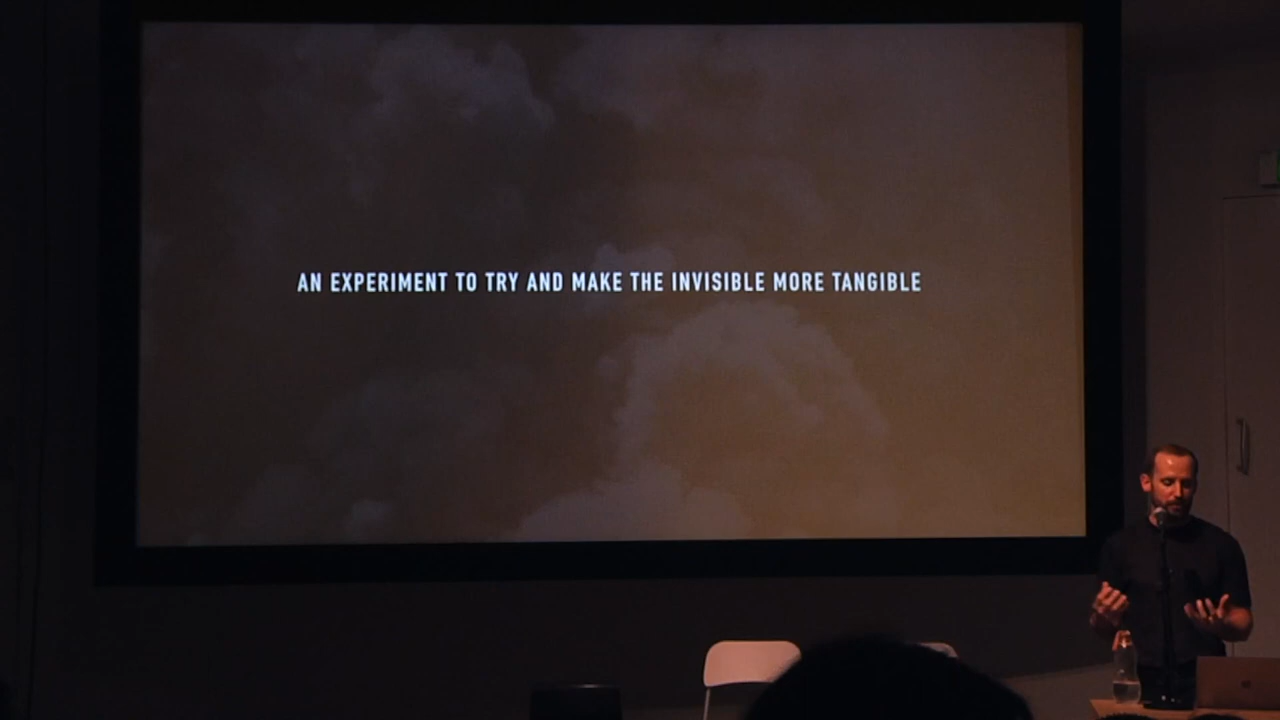 AN EXPERIMENT TO TRY AND MAKE THE INVISIBLE MORE TANGIBLE